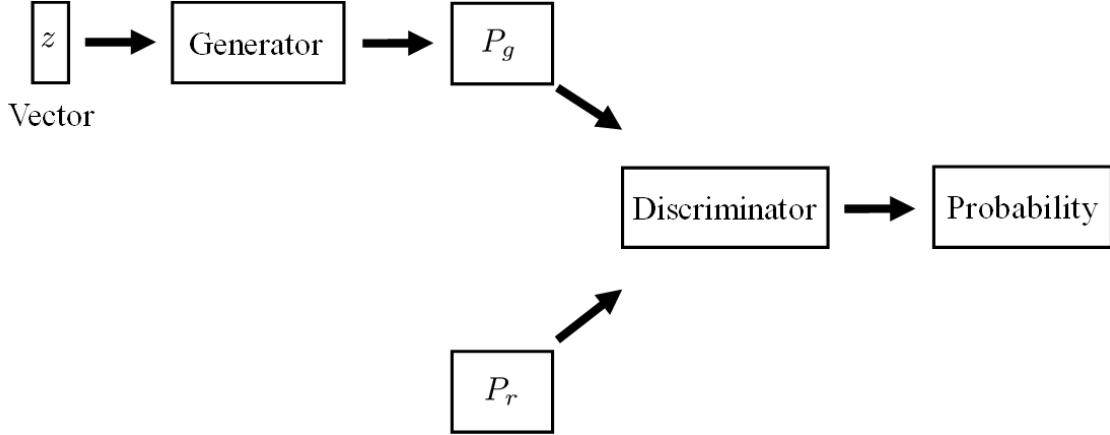 z
Generator
P_g
Vector
Discriminator
Probability
P_r